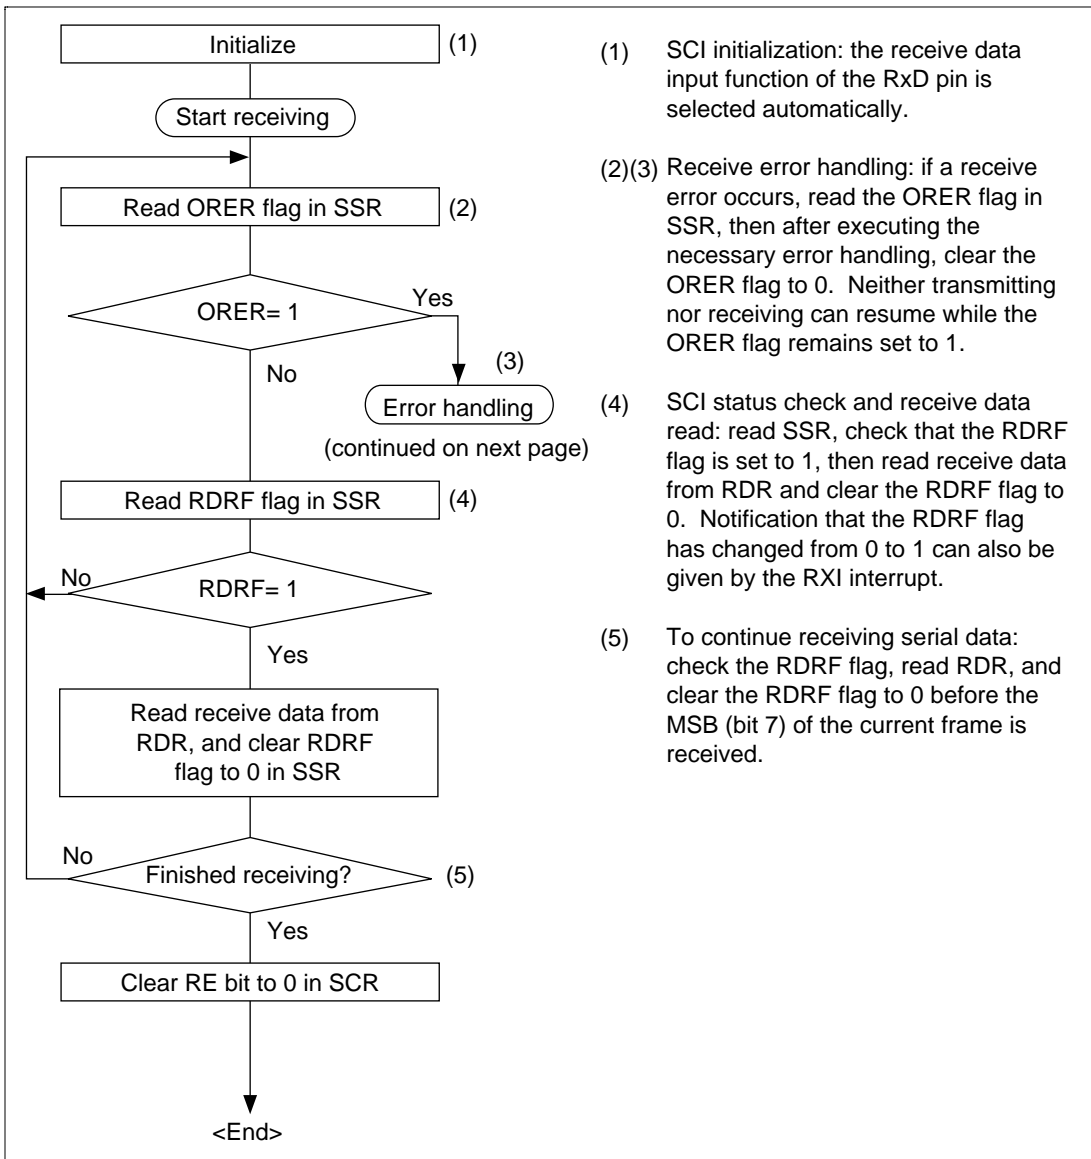 Initialize (1)
Start receiving
Read ORER flag in SSR (2)
ORER= 1
Yes
No
(3)
Error handling
(continued on next page)
Read RDRF flag in SSR (4)
No
RDRF= 1
Yes
Read receive data from
RDR, and clear RDRF
flag to 0 in SSR
No
Finished receiving? (5)
Yes
Clear RE bit to 0 in SCR
<End>
(1) SCI initialization: the receive data
input function of the RxD pin is
selected automatically.
(2)(3) Receive error handling: if a receive
error occurs, read the ORER flag in
SSR, then after executing the
necessary error handling, clear the
ORER flag to 0. Neither transmitting
nor receiving can resume while the
ORER flag remains set to 1.
(4) SCI status check and receive data
read: read SSR, check that the RDRF
flag is set to 1, then read receive data
from RDR and clear the RDRF flag to
0. Notification that the RDRF flag
has changed from 0 to 1 can also be
given by the RXI interrupt.
(5) To continue receiving serial data:
check the RDRF flag, read RDR, and
clear the RDRF flag to 0 before the
MSB (bit 7) of the current frame is
received.